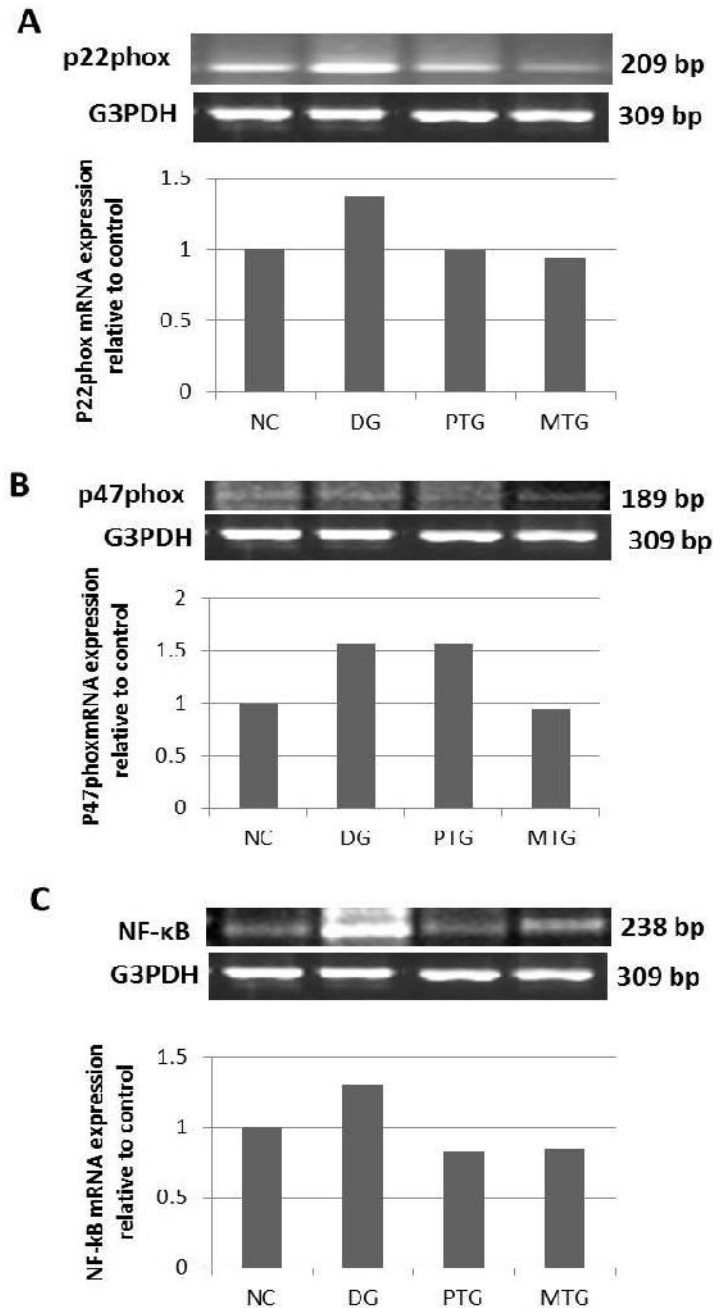 A
p22phox
209 bp
G3PDH
309 bp
P22phox mRNA expression
relative to control
1.5
1
0.5
0
NC DG PTG MTG
B
p47phox
189 bp
G3PDH
309 bp
P47phoxmRNA expression
relative to control
2
1.5
1
0.5
0
NC DG PTG MTG
C
NF-κB
238 bp
G3PDH
309 bp
NF-kB mRNA expression
relative to control
1.5
1
0.5
0
NC DG PTG MTG